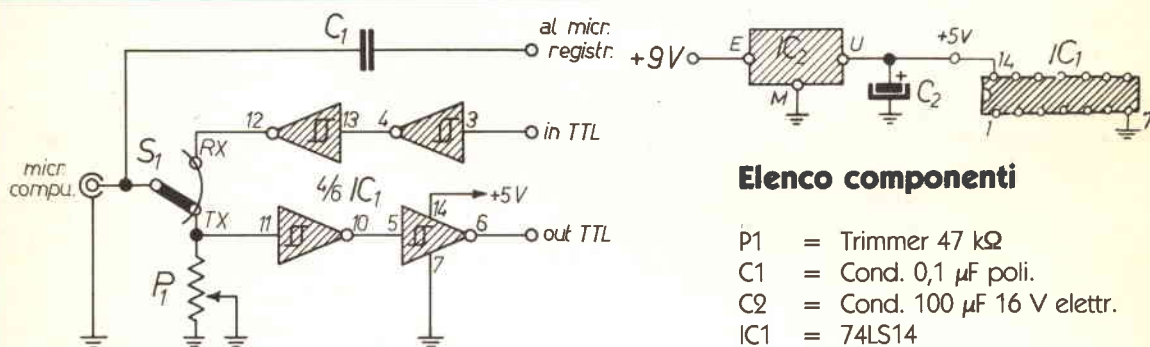 C1
al micr.
registr.
+9V
E
IC2
U
M
+
C2
+5V
14
IC1
1
7
micr.
compu.
S1
RX
12
13
4
3
in TTL
4/6 IC1
TX
11
10
5
14
+5V
6
7
out TTL
P1
Elenco componenti
P1 = Trimmer 47 kΩ
C1 = Cond. 0,1 µF poli.
C2 = Cond. 100 µF 16 V elettr.
IC1 = 74LS14